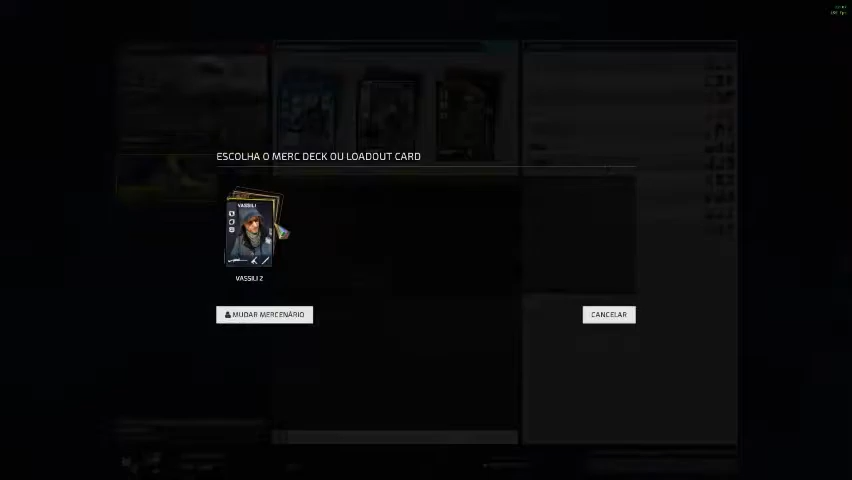 ESCOLHA O MERC DECK OU LOADOUT CARD
VASSILI
VASSILI 2
MUDAR MERCENÁRIO
CANCELAR